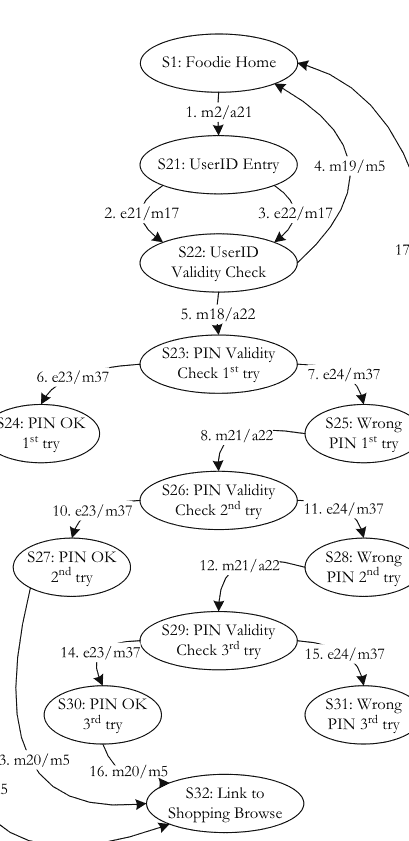 S1: Foodie Home
1. m2/a21
S21: UserID Entry
4. m19/m5
2. e21/m17
3. e22/m17
17
S22: UserID
Validity Check
5. m18/a22
S23: PIN Validity
Check 1st try
6. e23/m37
7. e24/m37
S24: PIN OK
1st try
S25: Wrong
PIN 1st try
8. m21/a22
S26: PIN Validity
Check 2nd try
10. e23/m37
11. e24/m37
S27: PIN OK
2nd try
S28: Wrong
PIN 2nd try
12. m21/a22
S29: PIN Validity
Check 3rd try
14. e23/m37
15. e24/m37
S30: PIN OK
3rd try
S31: Wrong
PIN 3rd try
3. m20/m5
16. m20/m5
5
S32: Link to
Shopping Browse